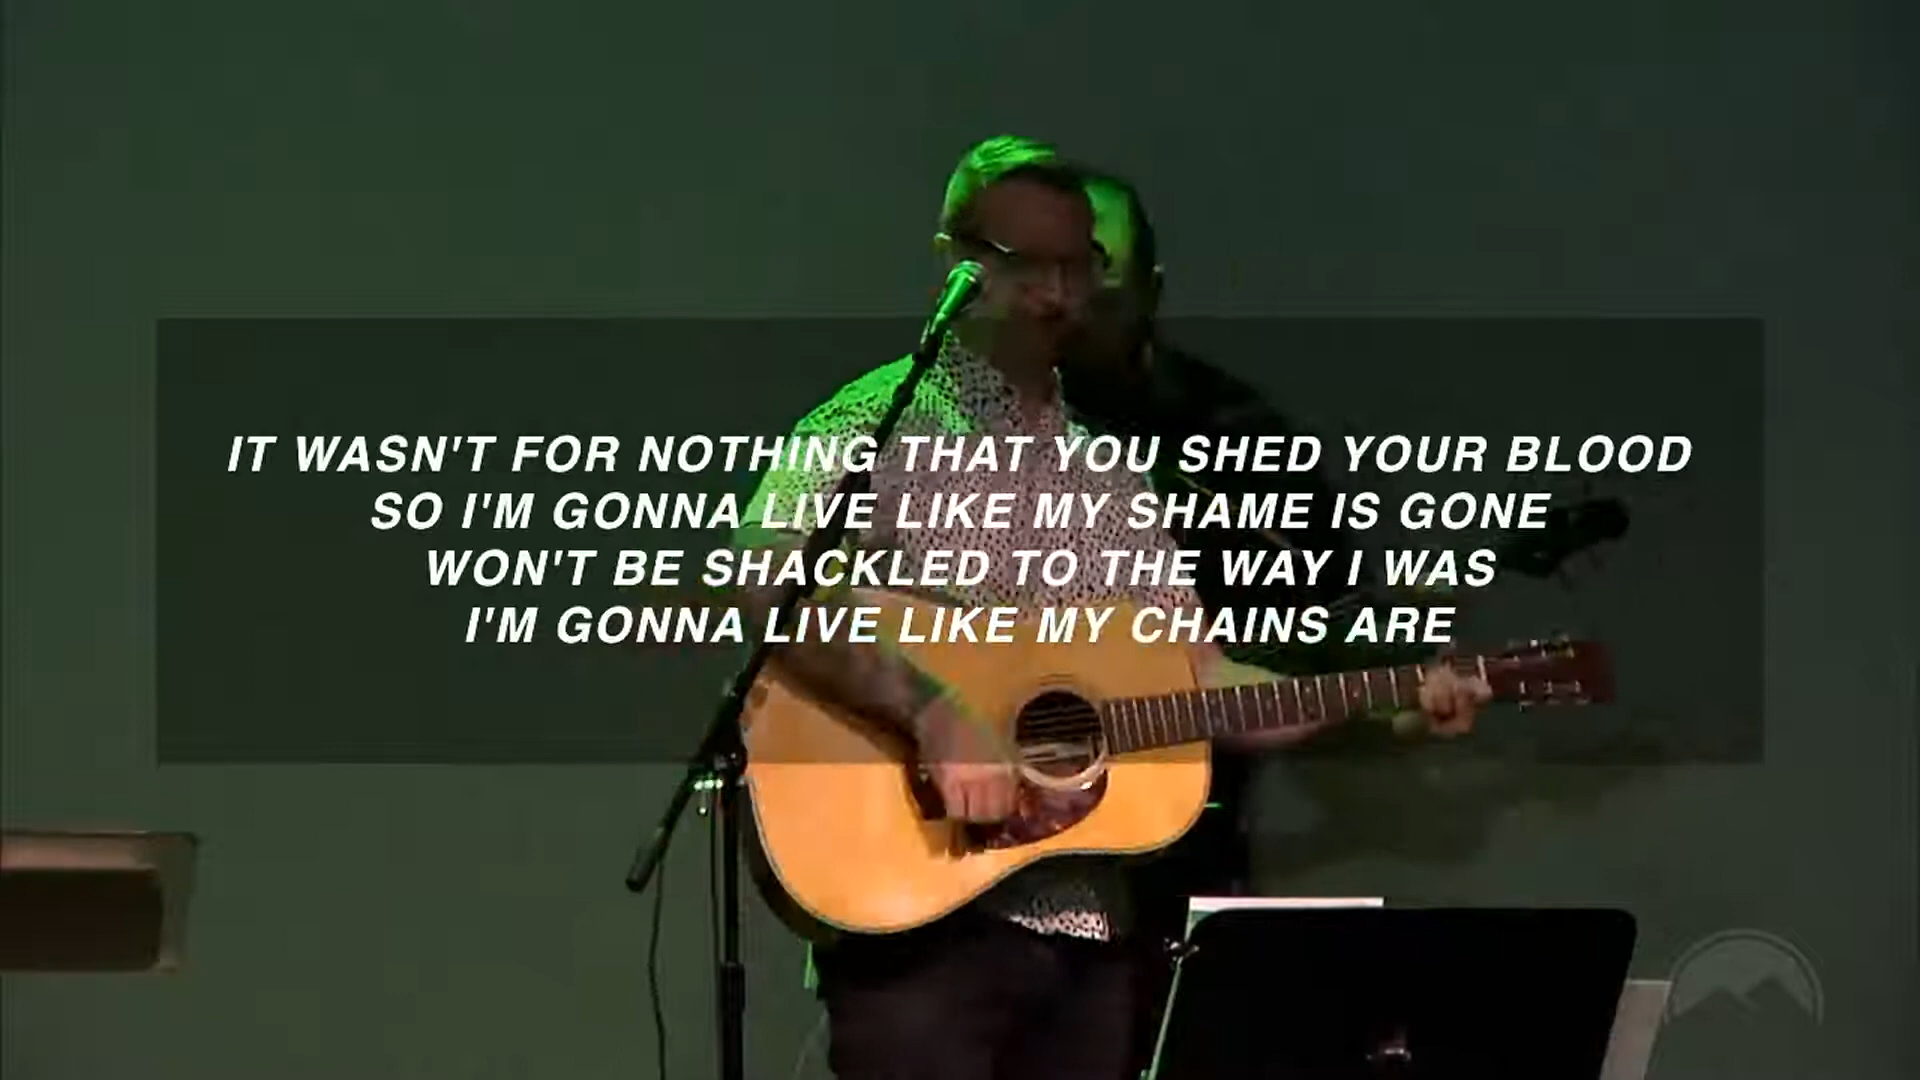 IT WASN'T FOR NOTHING THAT YOU SHED YOUR BLOOD
SO I'M GONNA LIVE LIKE MY SHAME IS GONE
WON'T BE SHACKLED TO THE WAY I WAS
I'M GONNA LIVE LIKE MY CHAINS ARE